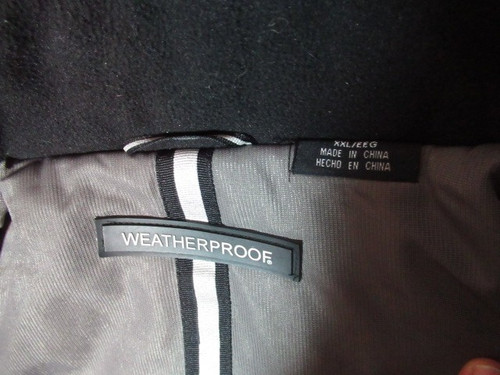 XXL/EEG
MADE IN CHINA
HECHO EN CHINA
WEATHERPROOF®